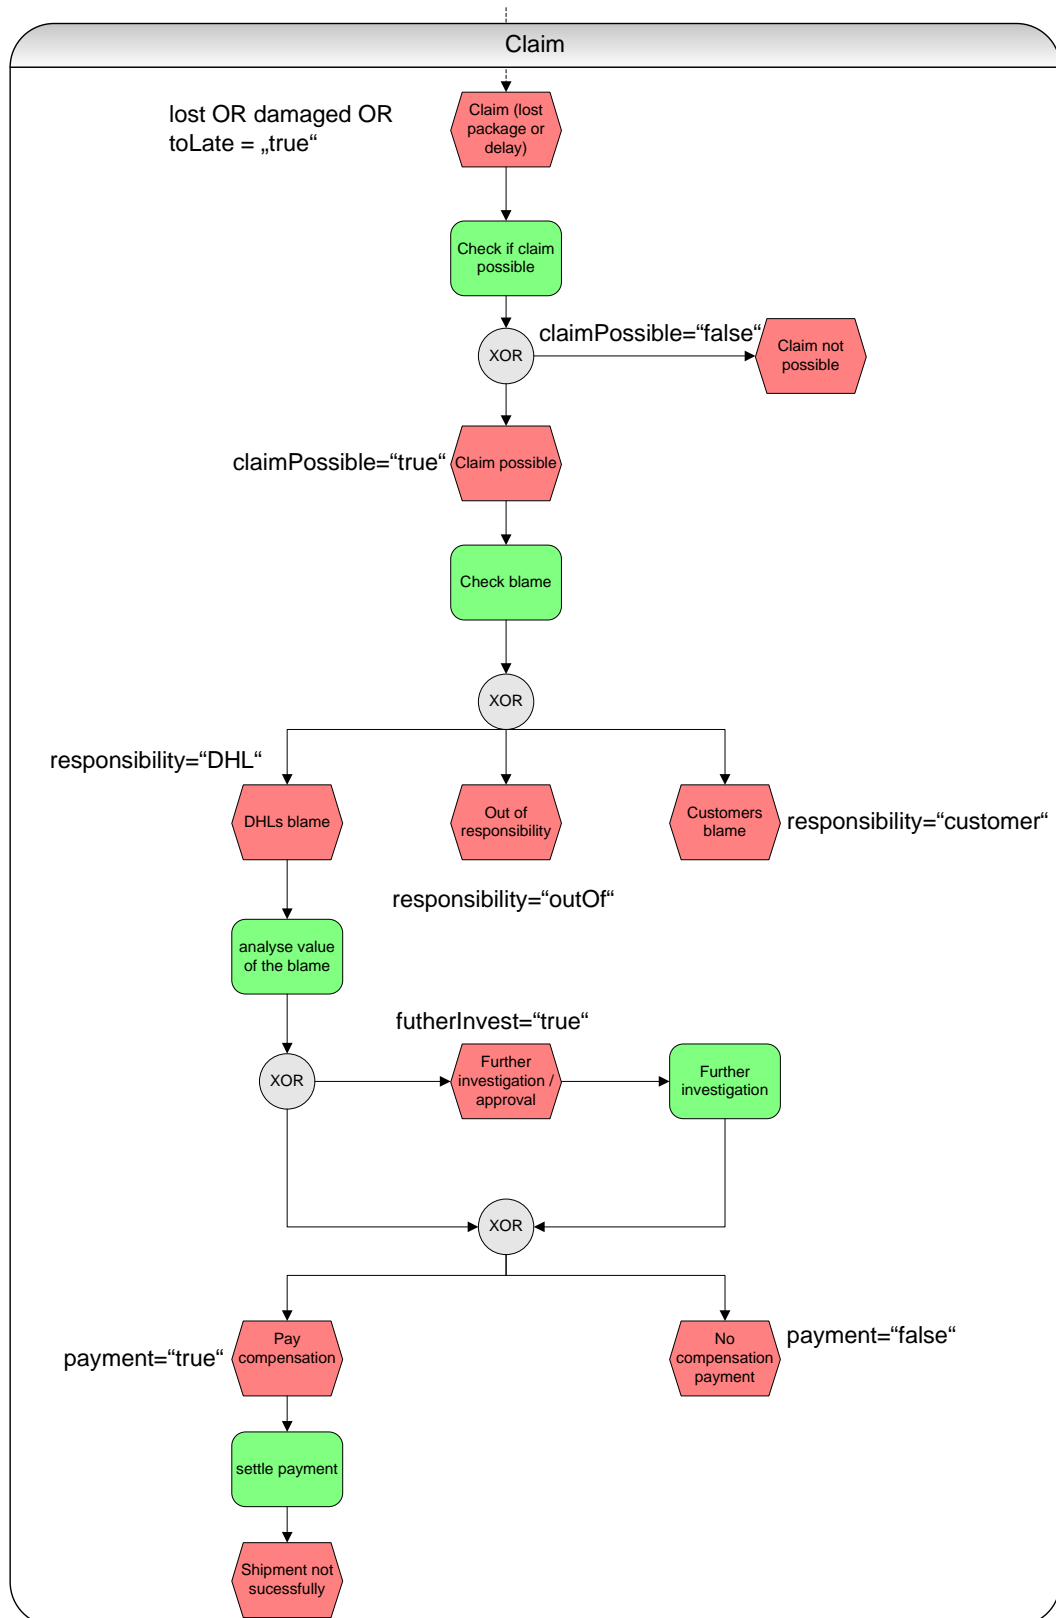 Claim
lost OR damaged OR
toLate = „true“
Claim (lost
package or
delay)
Check if claim
possible
XOR
claimPossible=“false“
Claim not
possible
claimPossible=“true“
Claim possible
Check blame
XOR
responsibility=“DHL“
DHLs blame
Out of
responsibility
Customers
blame
responsibility=“customer“
responsibility=“outOf“
analyse value
of the blame
futherInvest=“true“
XOR
Further
investigation /
approval
Further
investigation
XOR
payment=“true“
Pay
compensation
No
compensation
payment
payment=“false“
settle payment
Shipment not
sucessfully